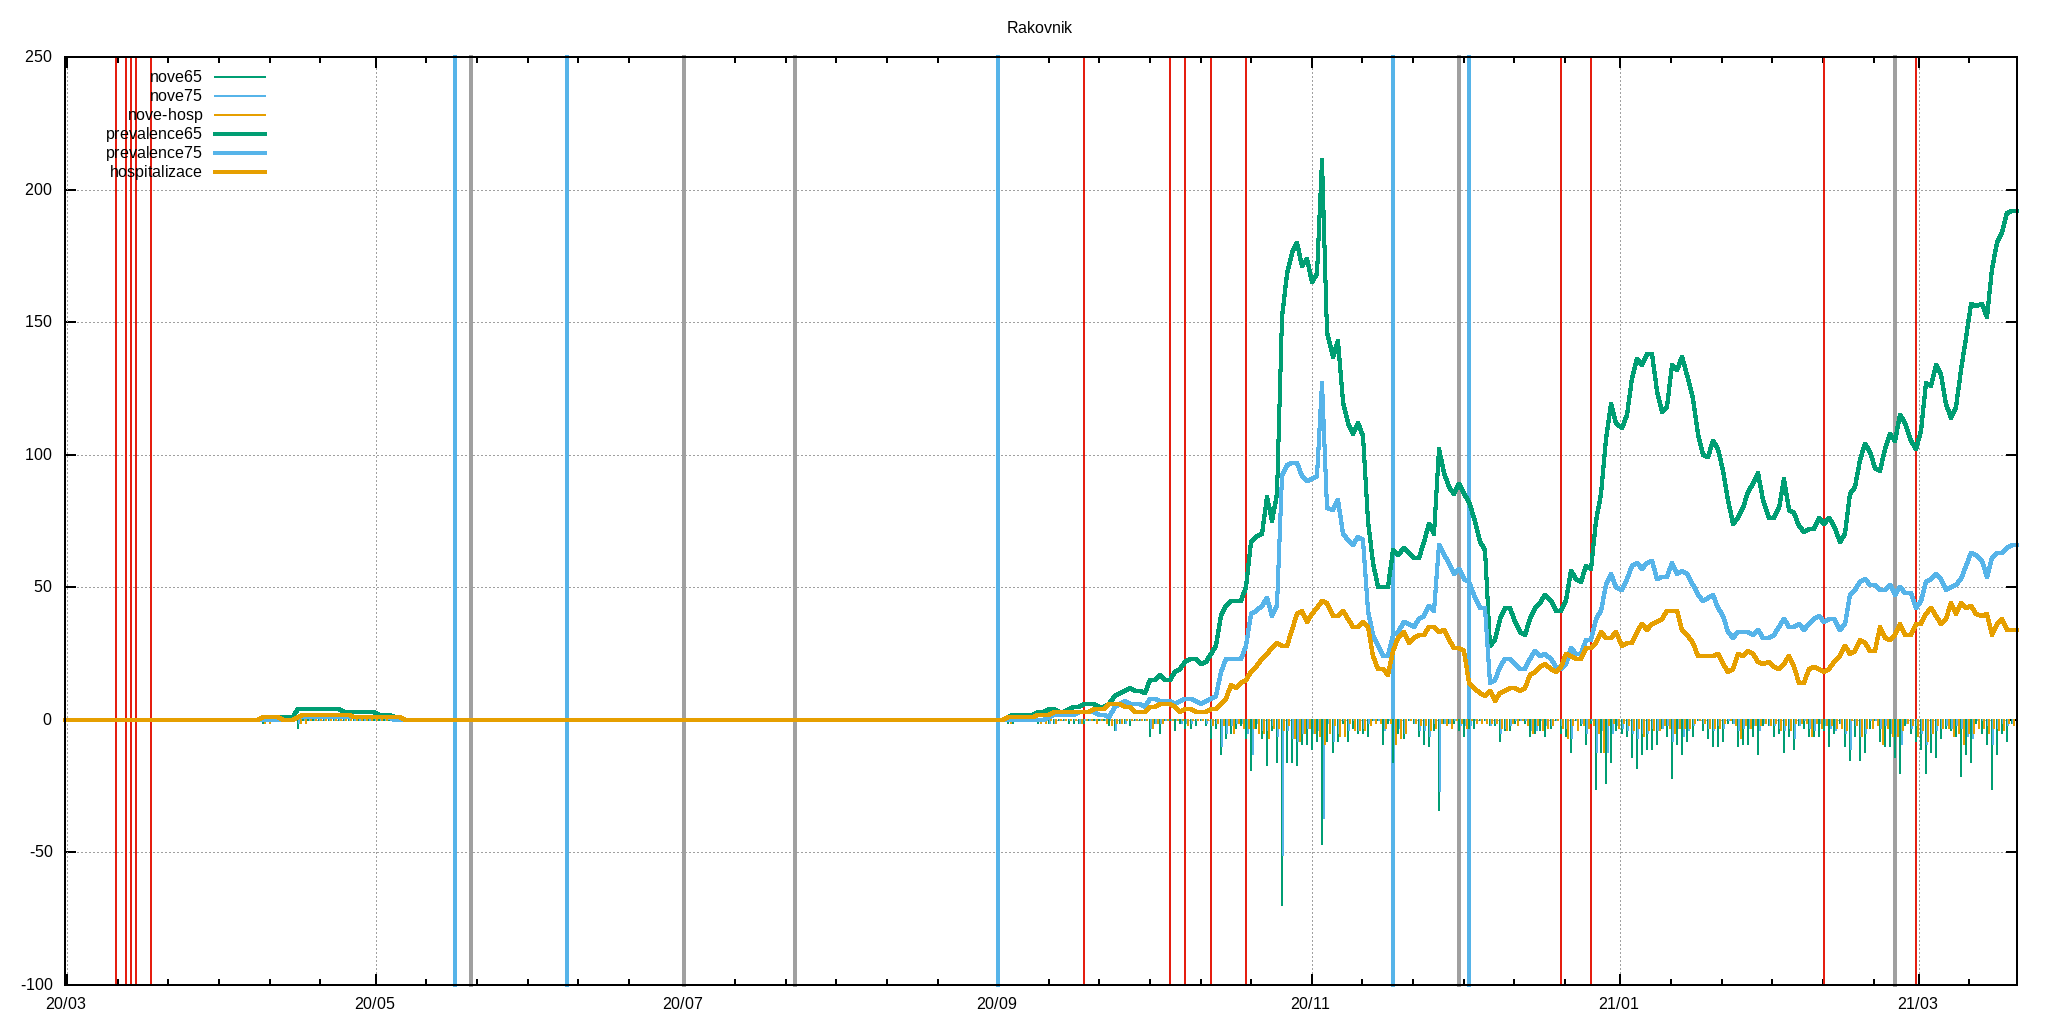 Rakovnik
250
200
150
100
50
0
-50
-100
nove65
nove75
nove-hosp
prevalence65
prevalence75
hospitalizace
20/03 20/05 20/07 20/09 20/11 21/01 21/03